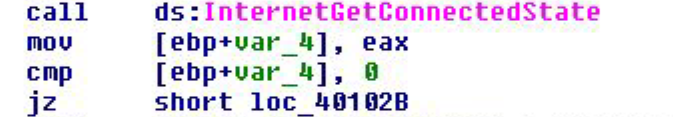 call ds:InternetGetConnectedState
mov [ebp+var_4], eax
cmp [ebp+var_4], 0
jz short loc_40102B